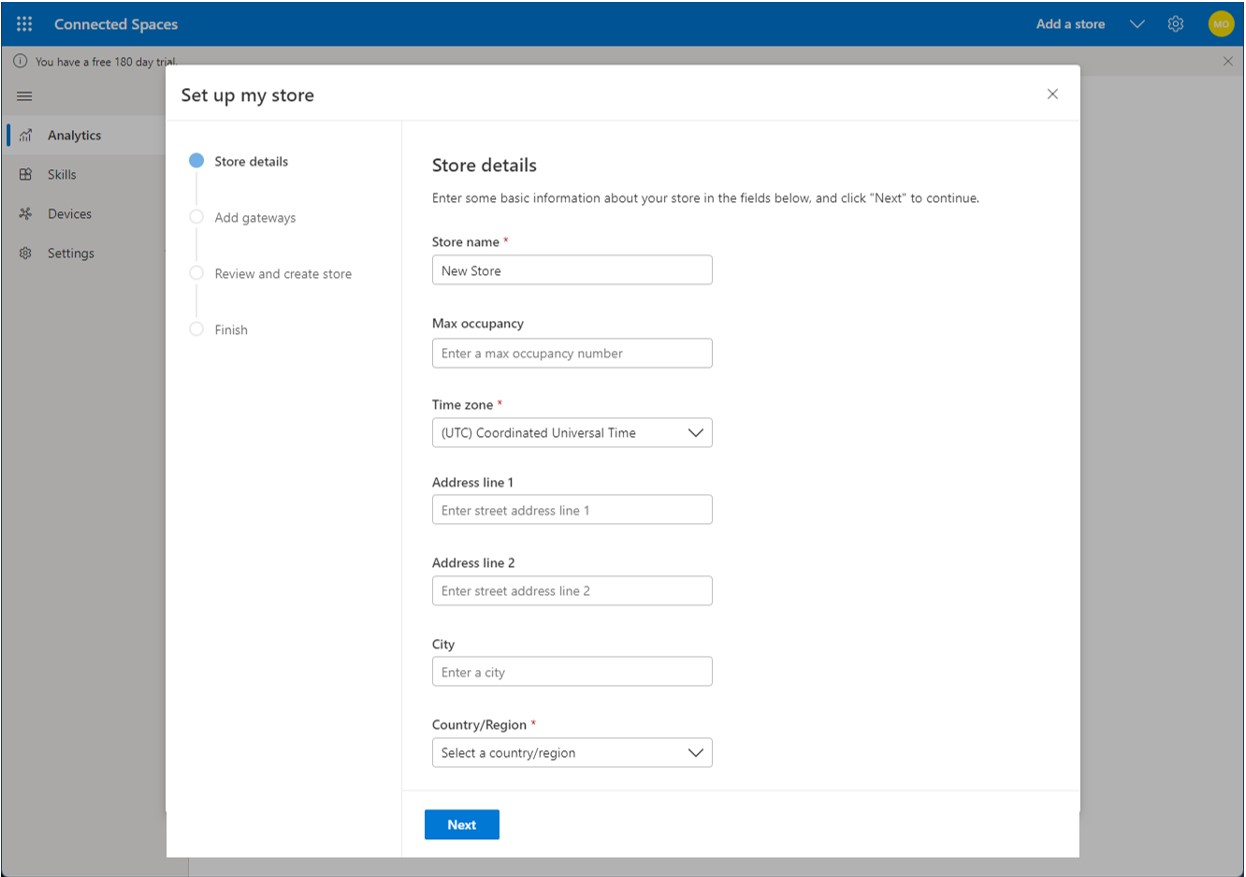 Connected Spaces
Add a store
MO
You have a free 180 day trial.
Set up my store
Analytics
Skills
Devices
Settings
Store details
Add gateways
Review and create store
Finish
Store details
Enter some basic information about your store in the fields below, and click "Next" to continue.
Store name *
New Store
Max occupancy
Enter a max occupancy number
Time zone *
(UTC) Coordinated Universal Time
Address line 1
Enter street address line 1
Address line 2
Enter street address line 2
City
Enter a city
Country/Region *
Select a country/region
Next